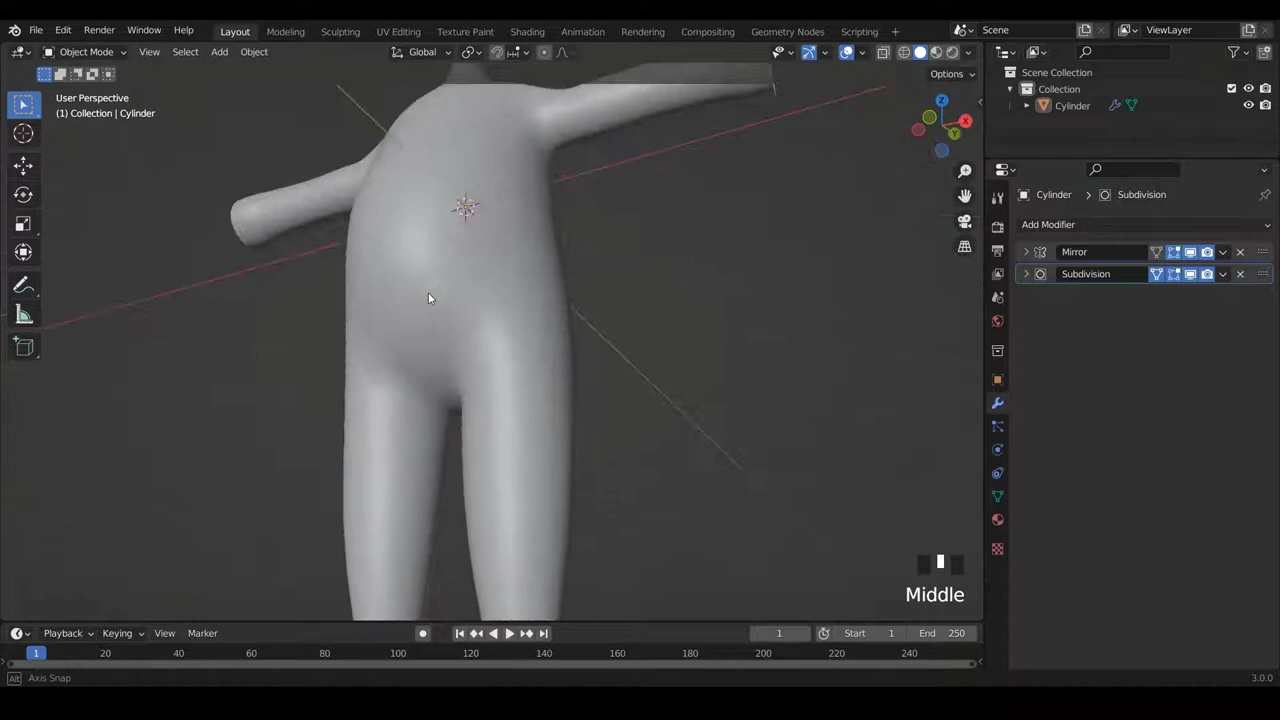 File Edit Render Window Help Layout Modeling Sculpting UV Editing Texture Paint Shading Animation Rendering Compositing Geometry Nodes Scripting Scene ViewLayer
Object Mode View Select Add Object Global
Options
User Perspective
(1) Collection | Cylinder
Scene Collection
Collection
Cylinder
Cylinder > Subdivision
Add Modifier
Mirror
Subdivision
Middle
Playback Keying View Marker 1 Start 1 End 250
1 20 40 60 80 100 120 140 160 180 200 220 240
Alt Axis Snap 3.0.0